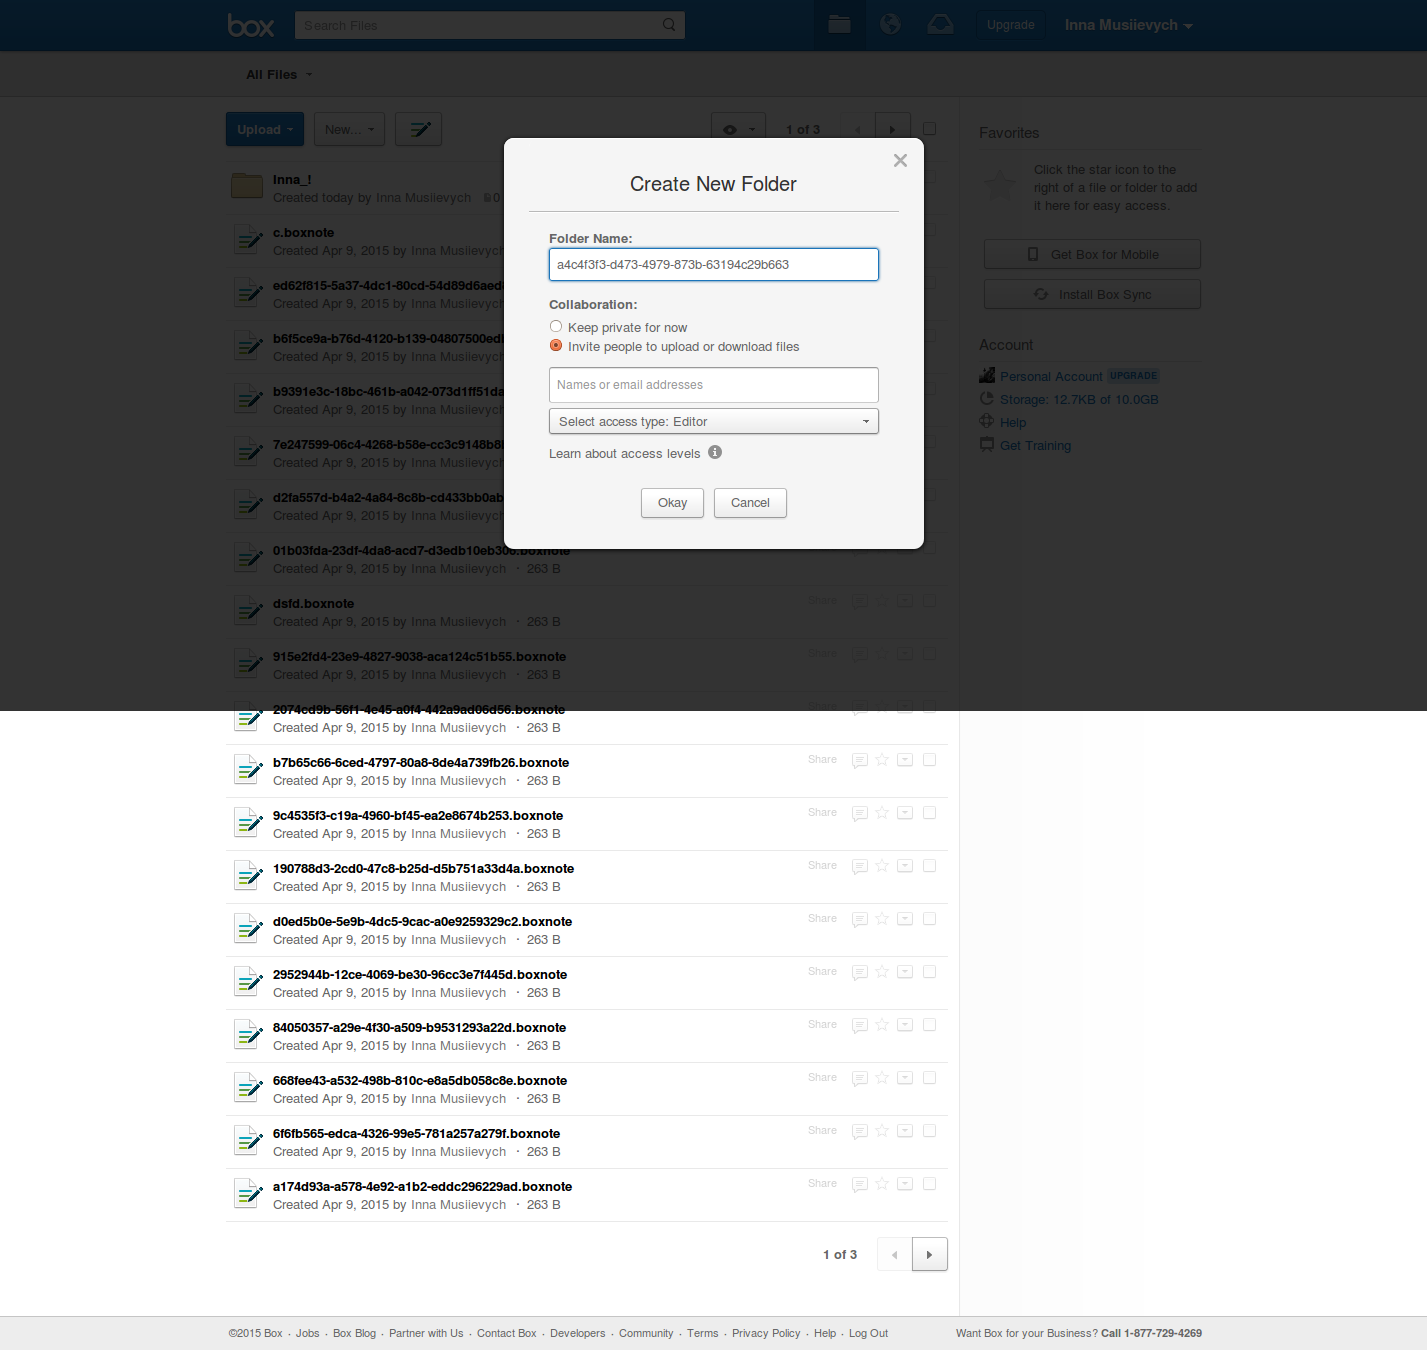 box
Search Files
Upgrade
Inna Musiievych
All Files
Upload
New...
1 of 3
Inna_!
Created today by Inna Musiievych 0
c.boxnote
Created Apr 9, 2015 by Inna Musiievych
ed62f815-5a37-4dc1-80cd-54d89d6aed
Created Apr 9, 2015 by Inna Musiievych
b6f5ce9a-b76d-4120-b139-04807500ed
Created Apr 9, 2015 by Inna Musiievych
b9391e3c-18bc-461b-a042-073d1ff51da
Created Apr 9, 2015 by Inna Musiievych
7e247599-06c4-4268-b58e-cc3c9148b8
Created Apr 9, 2015 by Inna Musiievych
d2fa557d-b4a2-4a84-8c8b-cd433bb0ab
Created Apr 9, 2015 by Inna Musiievych
Created Apr 9, 2015 by Inna Musiievych · 263 B
dsfd.boxnote
Share
Created Apr 9, 2015 by Inna Musiievych · 263 B
915e2fd4-23e9-4827-9038-aca124c51b55.boxnote
Share
Created Apr 9, 2015 by Inna Musiievych · 263 B
2074cd9b-56f1-4e45-a0f4-442a9ad06d56.boxnote
Share
Created Apr 9, 2015 by Inna Musiievych · 263 B
b7b65c66-6ced-4797-80a8-8de4a739fb26.boxnote
Share
Created Apr 9, 2015 by Inna Musiievych · 263 B
9c4535f3-c19a-4960-bf45-ea2e8674b253.boxnote
Share
Created Apr 9, 2015 by Inna Musiievych · 263 B
190788d3-2cd0-47c8-b25d-d5b751a33d4a.boxnote
Share
Created Apr 9, 2015 by Inna Musiievych · 263 B
d0ed5b0e-5e9b-4dc5-9cac-a0e9259329c2.boxnote
Share
Created Apr 9, 2015 by Inna Musiievych · 263 B
2952944b-12ce-4069-be30-96cc3e7f445d.boxnote
Share
Created Apr 9, 2015 by Inna Musiievych · 263 B
84050357-a29e-4f30-a509-b9531293a22d.boxnote
Share
Created Apr 9, 2015 by Inna Musiievych · 263 B
668fee43-a532-498b-810c-e8a5db058c8e.boxnote
Share
Created Apr 9, 2015 by Inna Musiievych · 263 B
6f6fb565-edca-4326-99e5-781a257a279f.boxnote
Share
Created Apr 9, 2015 by Inna Musiievych · 263 B
a174d93a-a578-4e92-a1b2-eddc296229ad.boxnote
Share
Created Apr 9, 2015 by Inna Musiievych · 263 B
1 of 3
Create New Folder
Folder Name:
a4c4f3f3-d473-4979-873b-63194c29b663
Collaboration:
Keep private for now
Invite people to upload or download files
Names or email addresses
Select access type: Editor
Learn about access levels
Okay
Cancel
Favorites
Click the star icon to the
right of a file or folder to add
it here for easy access.
Get Box for Mobile
Install Box Sync
Account
Personal Account UPGRADE
Storage: 12.7KB of 10.0GB
Help
Get Training
©2015 Box · Jobs · Box Blog · Partner with Us · Contact Box · Developers · Community · Terms · Privacy Policy · Help · Log Out
Want Box for your Business? Call 1-877-729-4269